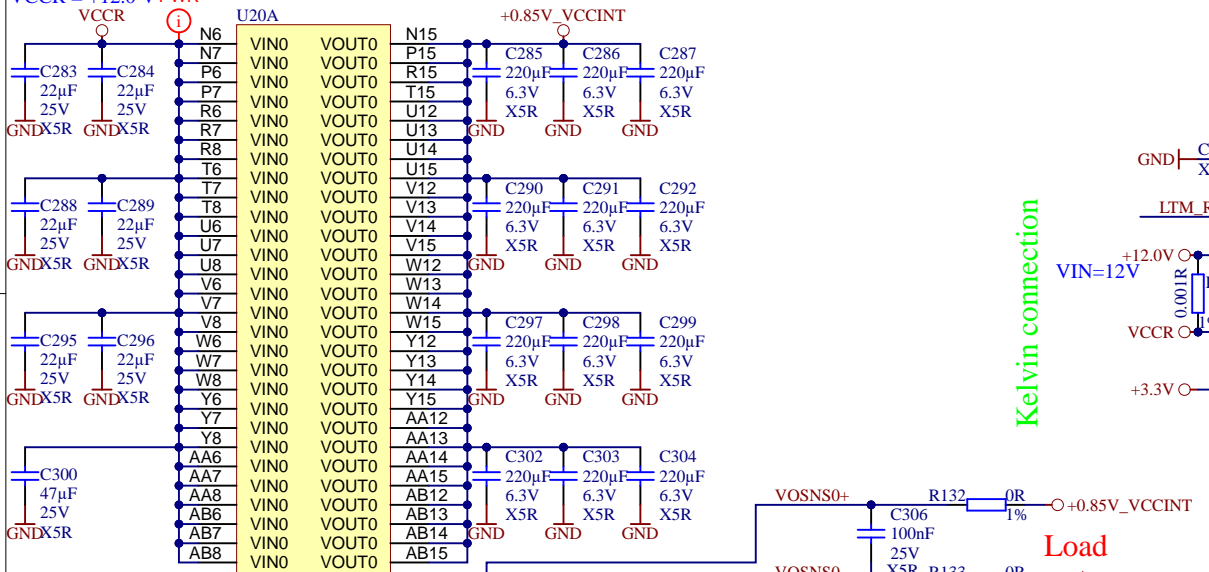 VCCR = +12.0 V PWR
VCCR i U20A +0.85V_VCCINT
N6 VIN0 VOUT0 N15
N7 VIN0 VOUT0 P15
C283 C284 P6 VIN0 VOUT0 R15 C285 C286 C287
22µF 22µF P7 VIN0 VOUT0 T15 220µF 220µF 220µF
25V 25V R6 VIN0 VOUT0 U12 6.3V 6.3V 6.3V
X5R X5R R7 VIN0 VOUT0 U13 X5R X5R X5R
GND GND R8 VIN0 VOUT0 U14 GND GND GND
T6 VIN0 VOUT0 U15
T7 VIN0 VOUT0 V12
C288 C289 T8 VIN0 VOUT0 V13 C290 C291 C292
22µF 22µF U6 VIN0 VOUT0 V14 220µF 220µF 220µF
25V 25V U7 VIN0 VOUT0 V15 6.3V 6.3V 6.3V
X5R X5R U8 VIN0 VOUT0 W12 X5R X5R X5R
GND GND V6 VIN0 VOUT0 W13 GND GND GND
V7 VIN0 VOUT0 W14
V8 VIN0 VOUT0 W15
C295 C296 W6 VIN0 VOUT0 Y12 C297 C298 C299
22µF 22µF W7 VIN0 VOUT0 Y13 220µF 220µF 220µF
25V 25V W8 VIN0 VOUT0 Y14 6.3V 6.3V 6.3V
X5R X5R Y6 VIN0 VOUT0 Y15 X5R X5R X5R
GND GND Y7 VIN0 VOUT0 AA12 GND GND GND
Y8 VIN0 VOUT0 AA13
AA6 VIN0 VOUT0 AA14
C300 AA7 VIN0 VOUT0 AA15 C302 C303 C304
47µF AA8 VIN0 VOUT0 AB12 220µF 220µF 220µF
25V AB6 VIN0 VOUT0 AB13 6.3V 6.3V 6.3V
X5R AB7 VIN0 VOUT0 AB14 X5R X5R X5R
GND AB8 VIN0 VOUT0 AB15 GND GND GND
Kelvin connection
GND
+12.0V
VIN=12V
0.001R
VCCR
+3.3V
VOSNS0+ R132 0R +0.85V_VCCINT
1%
C306
100nF
25V
X5R
Load
VOSNS0- R133 0R